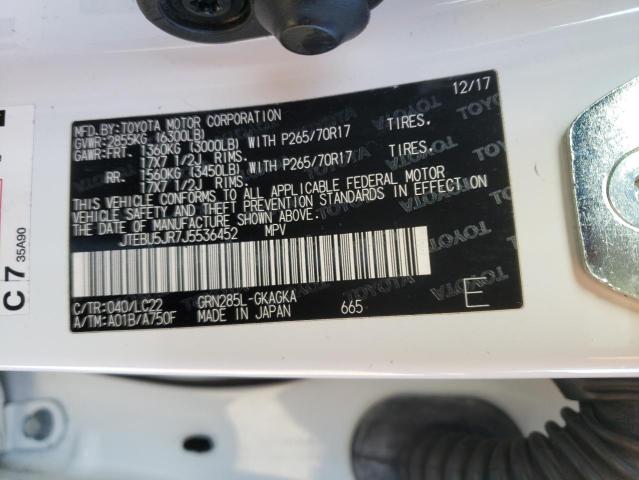 12/17
MFD.BY:TOYOTA MOTOR CORPORATION
GVWR:2855KG (6300LB)
GAWR:FRT. 1360KG (3000LB) WITH P265/70R17 TIRES.
17X7 1/2J RIMS.
RR. 1560KG (3450LB) WITH P265/70R17 TIRES.
17X7 1/2J RIMS.
THIS VEHICLE CONFORMS TO ALL APPLICABLE FEDERAL MOTOR
VEHICLE SAFETY AND THEFT PREVENTION STANDARDS IN EFFECT ON
THE DATE OF MANUFACTURE SHOWN ABOVE.
JTEBU5JR7J5536452 MPV
C/TR:040/LC22 GRN285L-GKAGKA
A/TM:A01B/A750F MADE IN JAPAN 665 E
C7 35A90